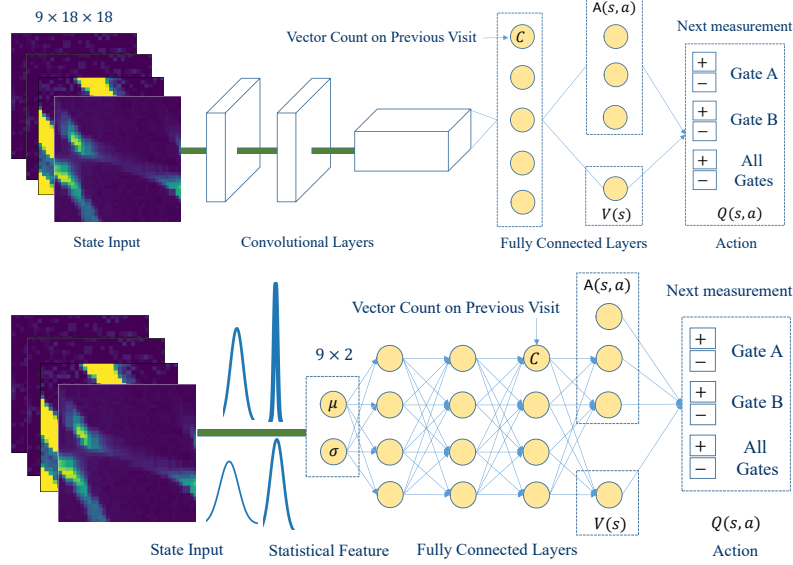 9 × 18 × 18
A(s, a)
Vector Count on Previous Visit
C
Next measurement
+
− Gate A
+
− Gate B
+ All
− Gates
V(s)
Q(s, a)
State Input
Convolutional Layers
Fully Connected Layers
Action
A(s, a)
Next measurement
Vector Count on Previous Visit
9 × 2
C
μ
σ
+
− Gate A
+
− Gate B
+ All
− Gates
V(s)
Q(s, a)
State Input
Statistical Feature
Fully Connected Layers
Action